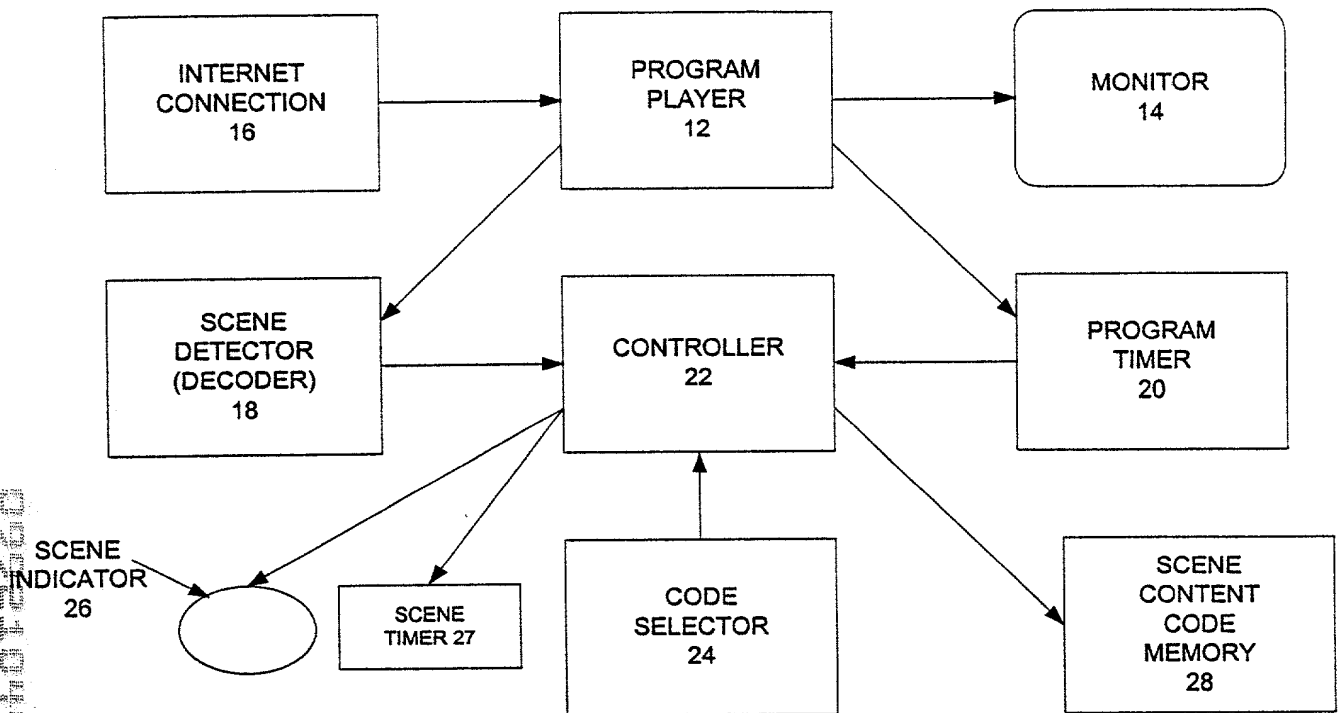 INTERNET
CONNECTION
16
PROGRAM
PLAYER
12
MONITOR
14
SCENE
DETECTOR
(DECODER)
18
CONTROLLER
22
PROGRAM
TIMER
20
SCENE
INDICATOR
26
SCENE
TIMER 27
CODE
SELECTOR
24
SCENE
CONTENT
CODE
MEMORY
28